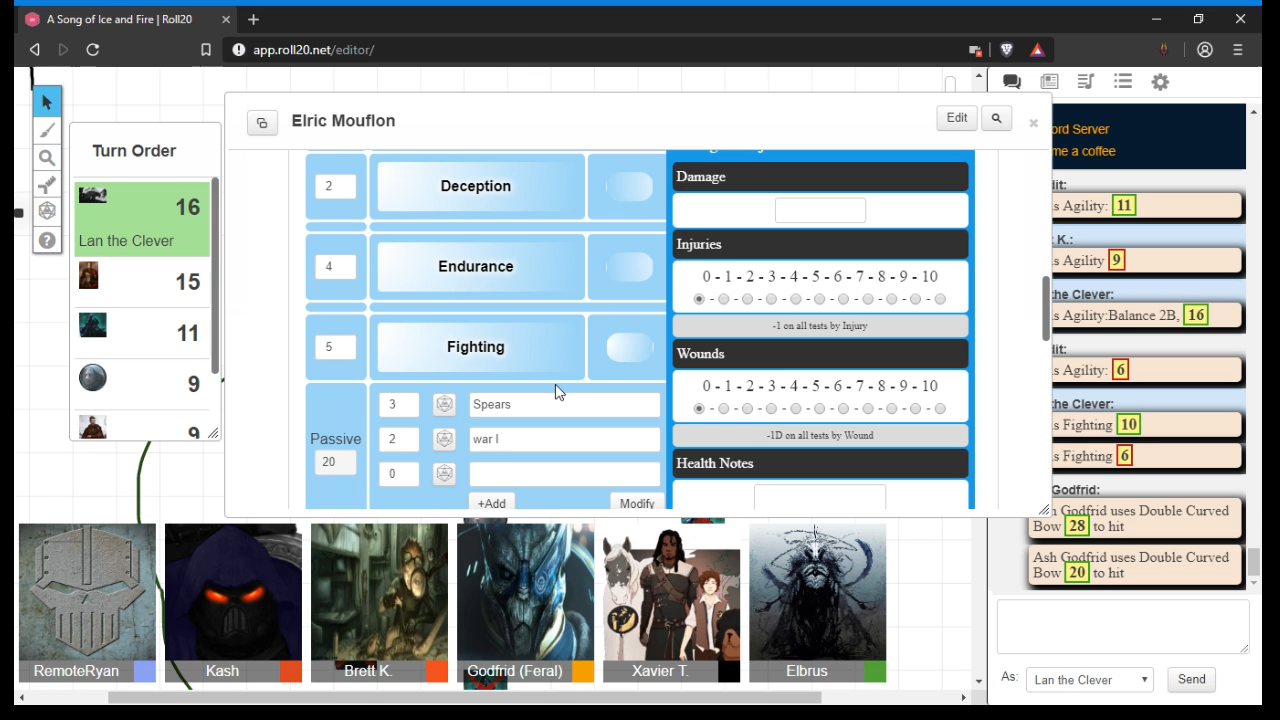 A Song of Ice and Fire | Roll20
app.roll20.net/editor/
Turn Order
16
Lan the Clever
15
11
9
9
Elric Mouflon
Edit
2
Deception
4
Endurance
5
Fighting
Passive
20
3
Spears
2
war l
0
+Add
Modify
Damage
Injuries
0 - 1 - 2 - 3 - 4 - 5 - 6 - 7 - 8 - 9 - 10
-1 on all tests by Injury
Wounds
0 - 1 - 2 - 3 - 4 - 5 - 6 - 7 - 8 - 9 - 10
-1D on all tests by Wound
Health Notes
ord Server
me a coffee
dit:
s Agility: 11
K.:
s Agility 9
the Clever:
s Agility:Balance 2B, 16
lit:
s Agility: 6
the Clever:
s Fighting 10
s Fighting 6
Godfrid:
h Godfrid uses Double Curved
Bow 28 to hit
Ash Godfrid uses Double Curved
Bow 20 to hit
As:
Lan the Clever
Send
RemoteRyan
Kash
Brett K.
Godfrid (Feral)
Xavier T.
Elbrus